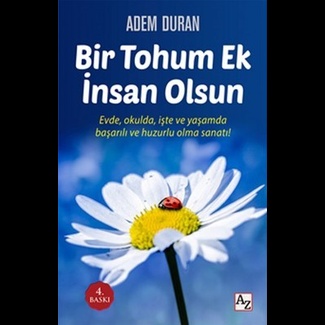 ADEM DURAN
Bir Tohum Ek
İnsan Olsun
Evde, okulda, işte ve yaşamda
başarılı ve huzurlu olma sanatı!
4.
BASKI
AZ